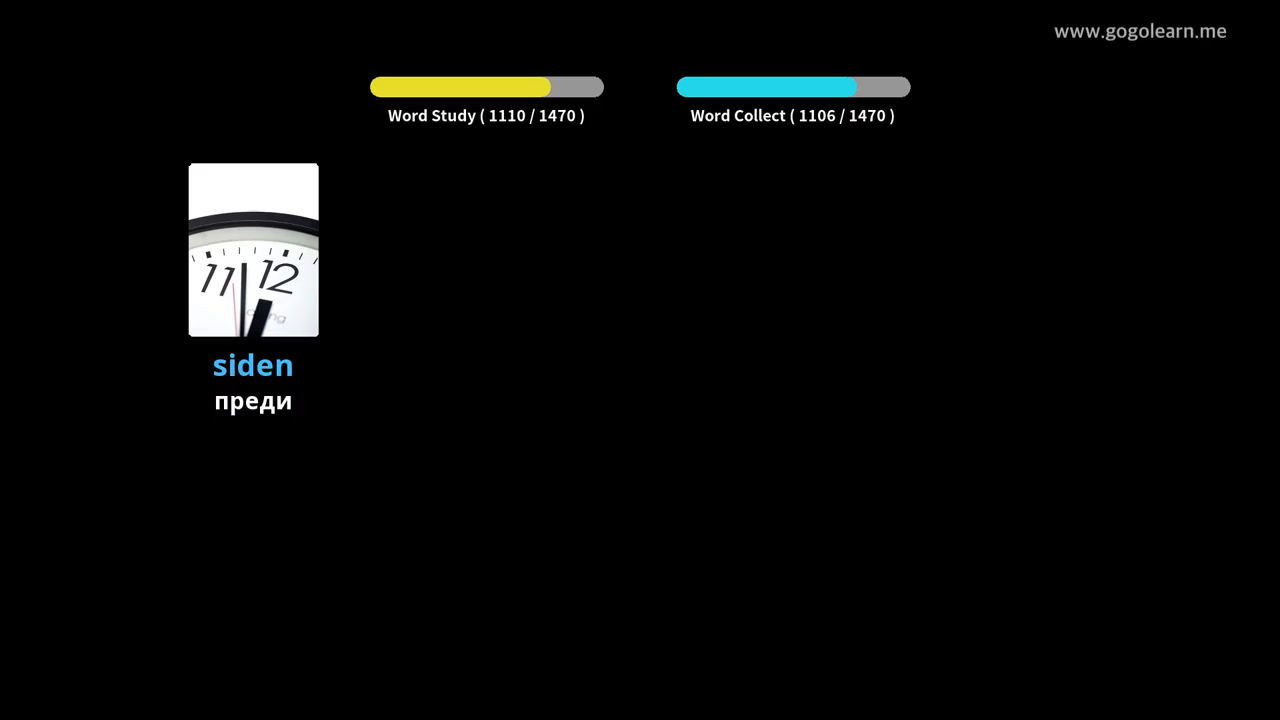 www.gogolearn.me
Word Study ( 1110 / 1470 )
Word Collect ( 1106 / 1470 )
11 12
siden
преди